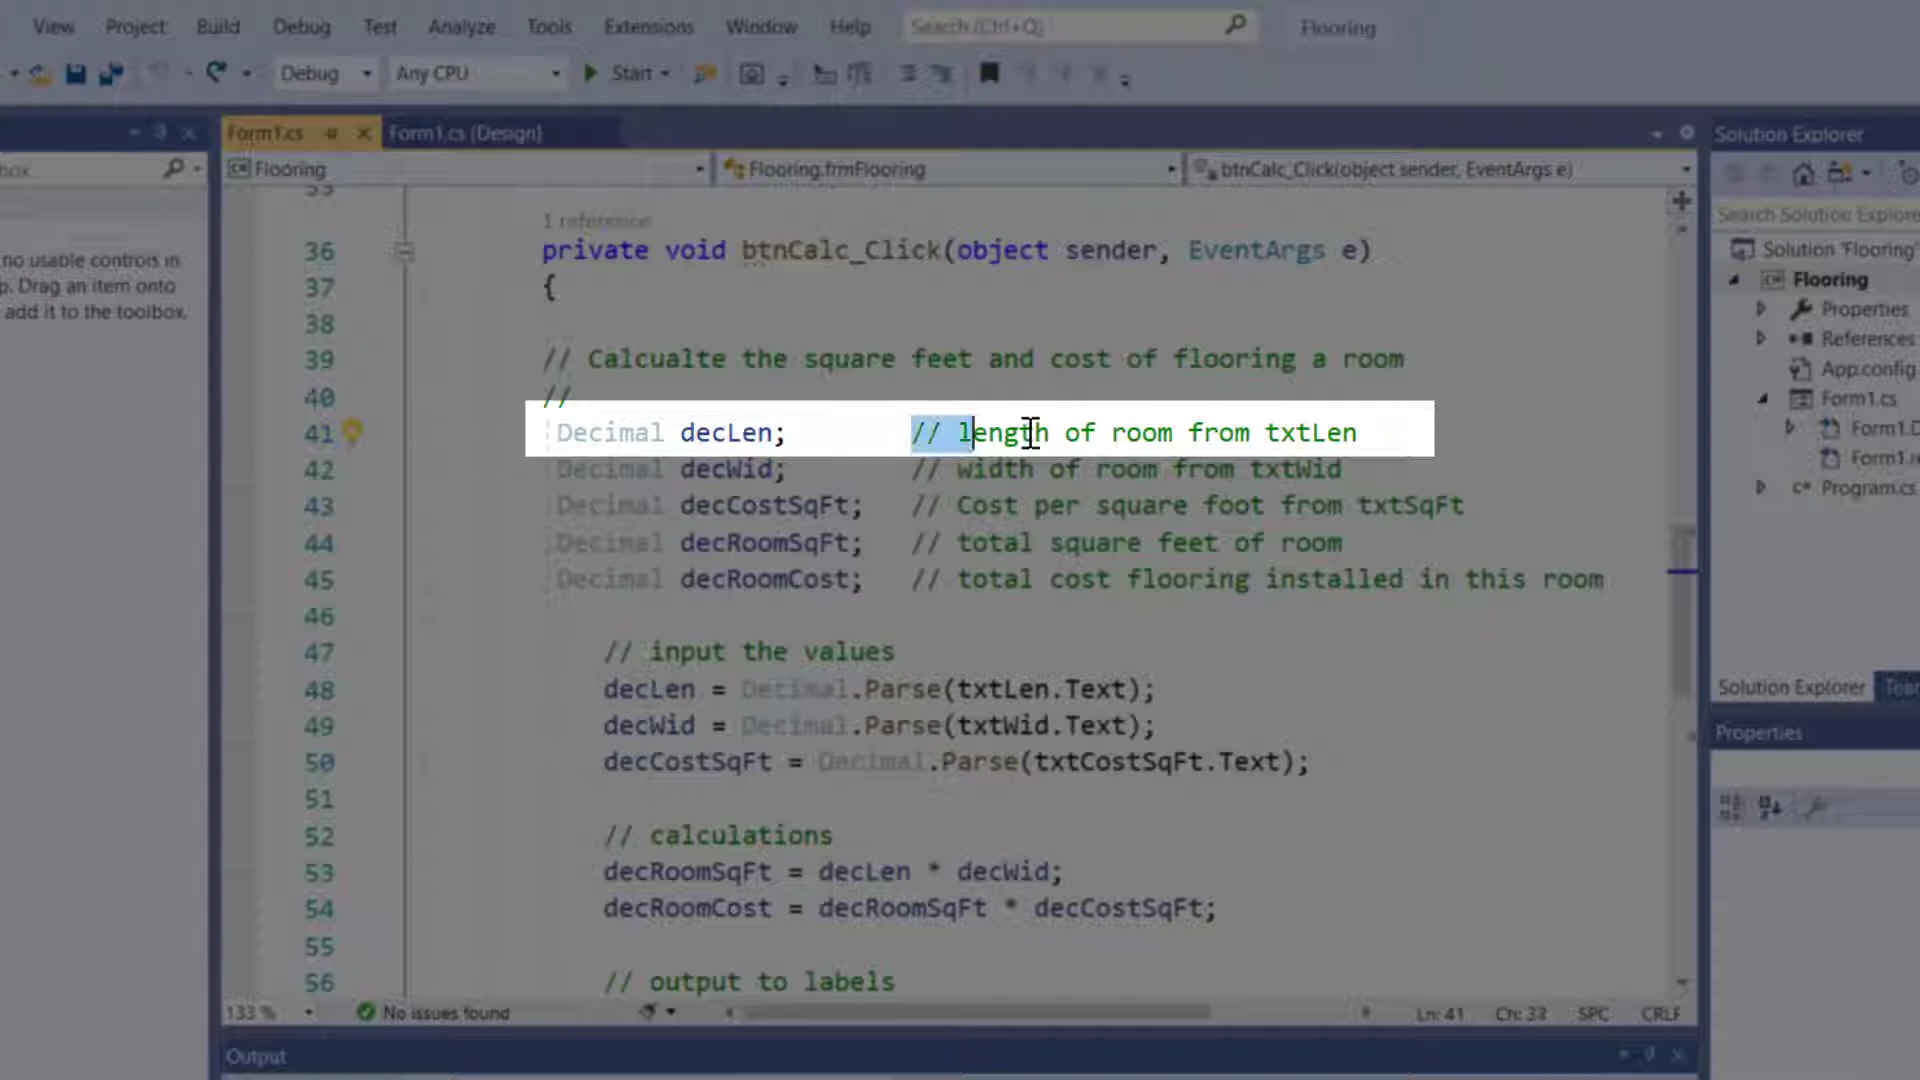 View Project Build Debug Test Analyze Tools Extensions Window Help Search (Ctrl+Q) Flooring
Debug Any CPU Start
Form1.cs Form1.cs [Design]
Flooring Flooring.frmFlooring btnCalc_Click(object sender, EventArgs e)
no usable controls in
Drag an item onto
add it to the toolbox.
1 reference
36 private void btnCalc_Click(object sender, EventArgs e)
37 {
38
39 // Calcualte the square feet and cost of flooring a room
40 //
41 Decimal decLen; // length of room from txtLen
42 Decimal decWid; // width of room from txtWid
43 Decimal decCostSqFt; // Cost per square foot from txtSqFt
44 Decimal decRoomSqFt; // total square feet of room
45 Decimal decRoomCost; // total cost flooring installed in this room
46
47 // input the values
48 decLen = Decimal.Parse(txtLen.Text);
49 decWid = Decimal.Parse(txtWid.Text);
50 decCostSqFt = Decimal.Parse(txtCostSqFt.Text);
51
52 // calculations
53 decRoomSqFt = decLen * decWid;
54 decRoomCost = decRoomSqFt * decCostSqFt;
55
56 // output to labels
133 % No issues found Ln: 41 Ch: 33 SPC CRLF
Output
Solution Explorer
Search Solution Explore
Solution 'Flooring'
C# Flooring
Properties
References
App.config
Form1.cs
Form1.D
Form1.re
C# Program.cs
Solution Explorer Tea
Properties